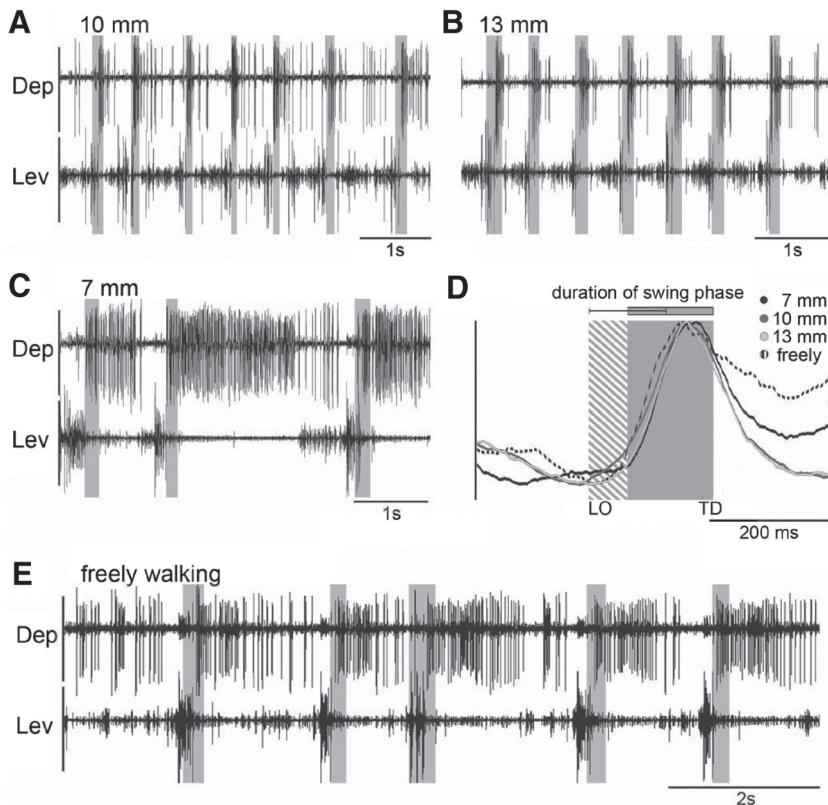 A 10 mm
Dep
Lev
1s
B 13 mm
1s
C 7 mm
Dep
Lev
1s
D
duration of swing phase
7 mm
10 mm
13 mm
freely
LO TD
200 ms
E freely walking
Dep
Lev
2s